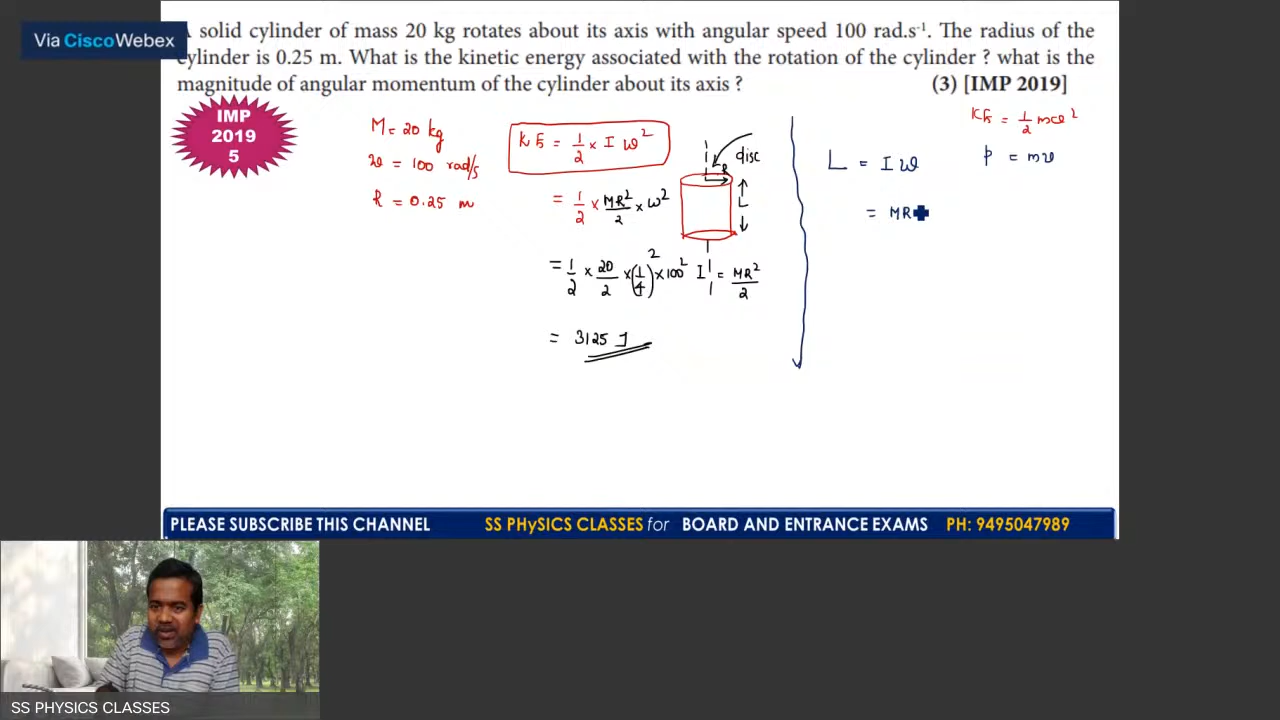 Via Cisco Webex
solid cylinder of mass 20 kg rotates about its axis with angular speed 100 rad.s⁻¹. The radius of the
cylinder is 0.25 m. What is the kinetic energy associated with the rotation of the cylinder ? what is the
magnitude of angular momentum of the cylinder about its axis ? (3) [IMP 2019]
IMP
2019
5
M = 20 kg
ω = 100 rad/s
R = 0.25 m
KE = 1/2 × I ω²
= 1/2 × MR²/2 × ω²
= 1/2 × 20/2 × (1/4)² × 100²
= 3125 J
disc
R
L
I = MR²/2
L = I ω
= MR
KE = 1/2 mv²
p = mv
PLEASE SUBSCRIBE THIS CHANNEL SS PHySICS CLASSES for BOARD AND ENTRANCE EXAMS PH: 9495047989
SS PHYSICS CLASSES